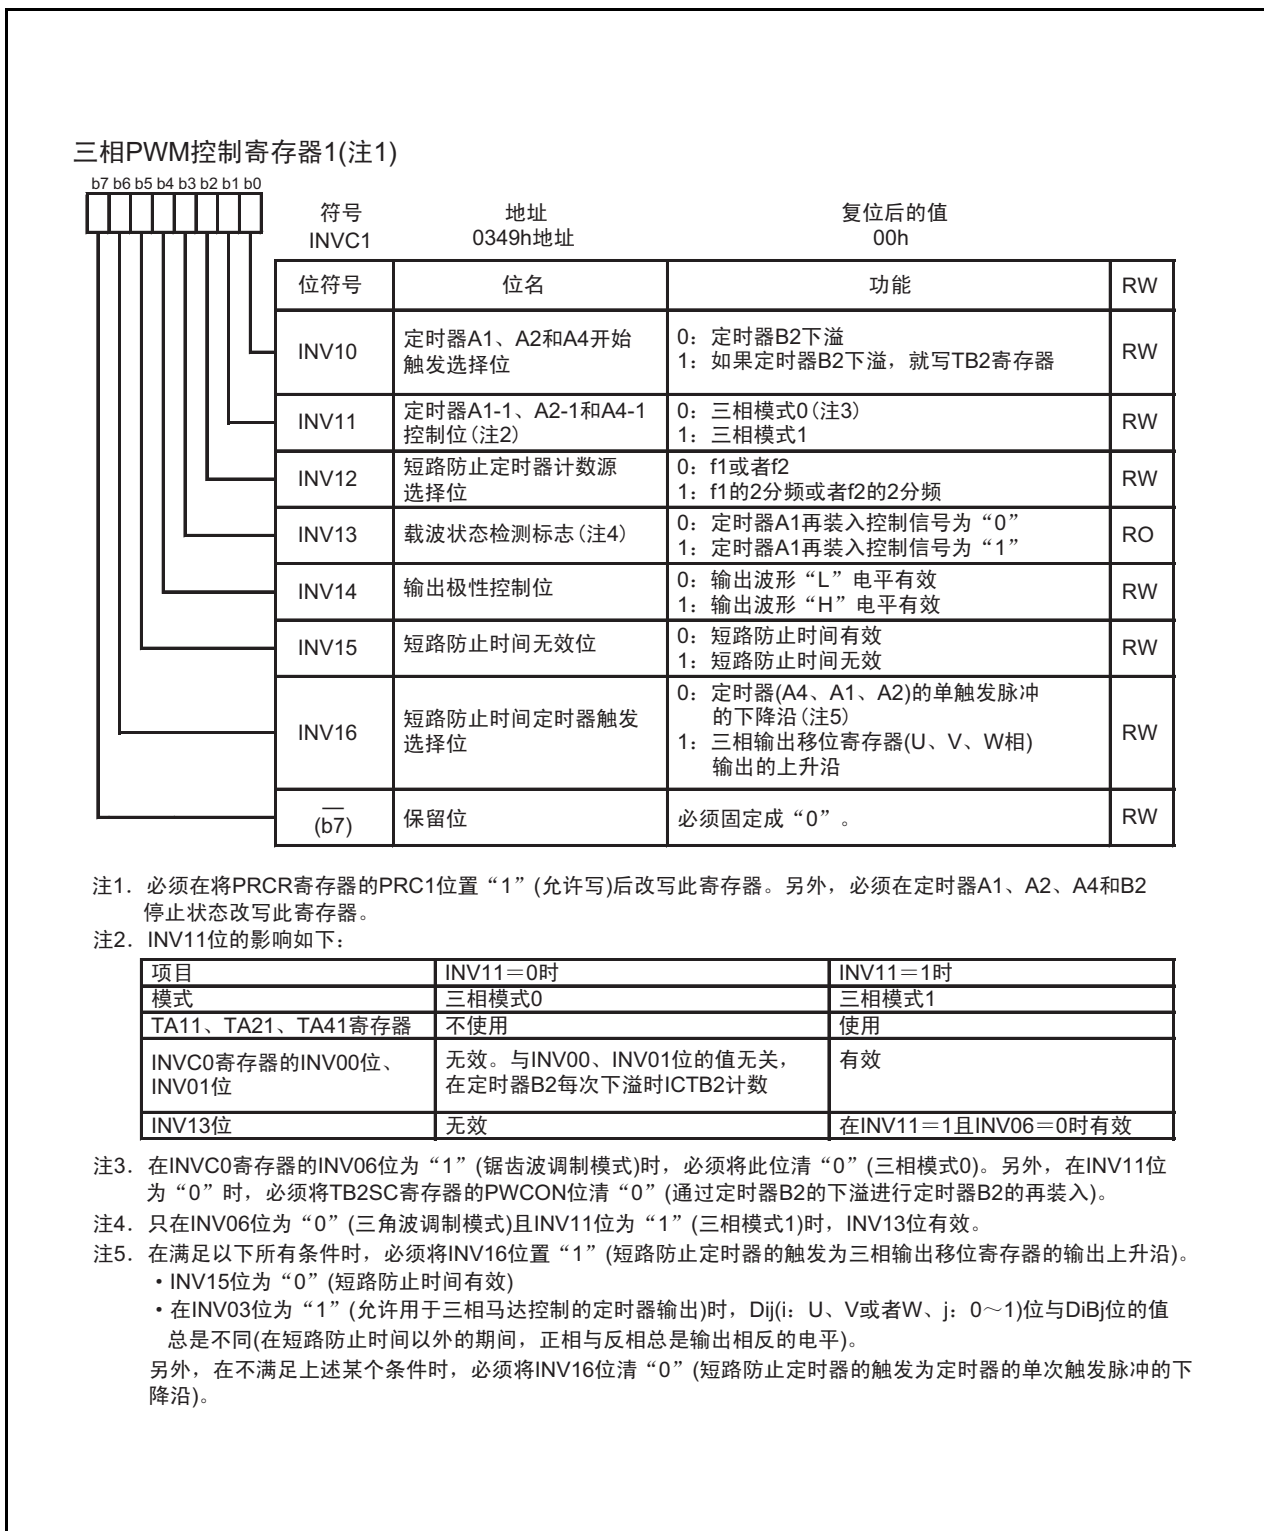 三相PWM控制寄存器1(注1)
b7 b6 b5 b4 b3 b2 b1 b0
符号 地址 复位后的值
INVC1 0349h地址 00h
位符号 位名 功能 RW
INV10 定时器A1、A2和A4开始 触发选择位 0：定时器B2下溢 RW
1：如果定时器B2下溢，就写TB2寄存器
INV11 定时器A1-1、A2-1和A4-1 控制位(注2) 0：三相模式0(注3) RW
1：三相模式1
INV12 短路防止定时器计数源 选择位 0：f1或者f2 RW
1：f1的2分频或者f2的2分频
INV13 载波状态检测标志(注4) 0：定时器A1再装入控制信号为“0” RO
1：定时器A1再装入控制信号为“1”
INV14 输出极性控制位 0：输出波形“L”电平有效 RW
1：输出波形“H”电平有效
INV15 短路防止时间无效位 0：短路防止时间有效 RW
1：短路防止时间无效
INV16 短路防止时间定时器触发 选择位 0：定时器(A4、A1、A2)的单触发脉冲 RW
的下降沿(注5)
1：三相输出移位寄存器(U、V、W相)
输出的上升沿
—
(b7) 保留位 必须固定成“0”。 RW
注1．必须在将PRCR寄存器的PRC1位置“1”(允许写)后改写此寄存器。另外，必须在定时器A1、A2、A4和B2
停止状态改写此寄存器。
注2．INV11位的影响如下：
项目 INV11＝0时 INV11＝1时
模式 三相模式0 三相模式1
TA11、TA21、TA41寄存器 不使用 使用
INVC0寄存器的INV00位、 无效。与INV00、INV01位的值无关， 有效
INV01位 在定时器B2每次下溢时ICTB2计数
INV13位 无效 在INV11＝1且INV06＝0时有效
注3．在INVC0寄存器的INV06位为“1”(锯齿波调制模式)时，必须将此位清“0”(三相模式0)。另外，在INV11位
为“0”时，必须将TB2SC寄存器的PWCON位清“0”(通过定时器B2的下溢进行定时器B2的再装入)。
注4．只在INV06位为“0”(三角波调制模式)且INV11位为“1”(三相模式1)时，INV13位有效。
注5．在满足以下所有条件时，必须将INV16位置“1”(短路防止定时器的触发为三相输出移位寄存器的输出上升沿)。
・INV15位为“0”(短路防止时间有效)
・在INV03位为“1”(允许用于三相马达控制的定时器输出)时，Dij(i：U、V或者W、j：0～1)位与DiBj位的值
总是不同(在短路防止时间以外的期间，正相与反相总是输出相反的电平)。
另外，在不满足上述某个条件时，必须将INV16位清“0”(短路防止定时器的触发为定时器的单次触发脉冲的下
降沿)。